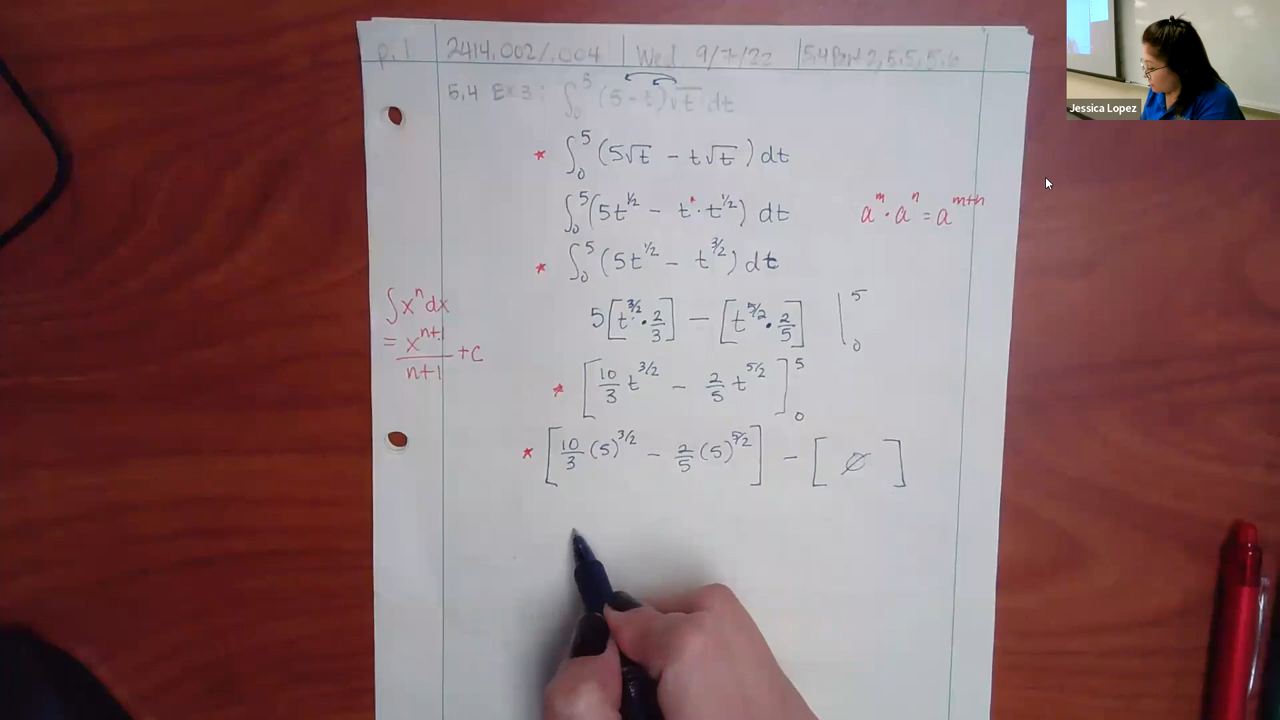 p. 1 2414.002/.004 Wed. 9/7/22 5.4 Part 2, 5.5, 5.6
Jessica Lopez
5.4 Ex 3: ∫₀⁵ (5 - t)√t dt
* ∫₀⁵ (5√t - t√t) dt
∫₀⁵ (5t^{1/2} - t · t^{1/2}) dt
a^m · a^n = a^{m+n}
* ∫₀⁵ (5t^{1/2} - t^{3/2}) dt
∫x^n dx
= x^{n+1}/(n+1) + C
5[t^{3/2} · 2/3] - [t^{5/2} · 2/5] |₀⁵
* [10/3 t^{3/2} - 2/5 t^{5/2}]₀⁵
* [10/3 (5)^{3/2} - 2/5 (5)^{5/2}] - [∅]